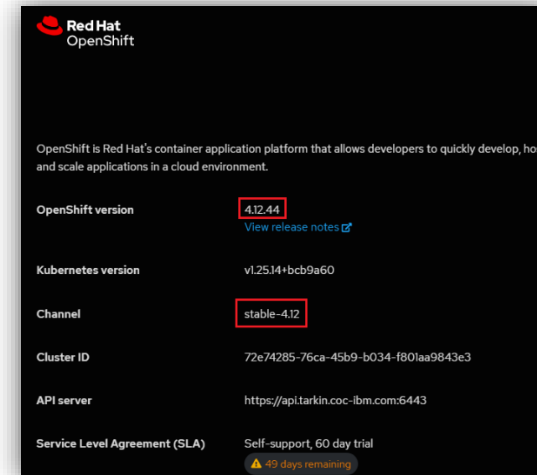 Red Hat
OpenShift
OpenShift is Red Hat's container application platform that allows developers to quickly develop, hos
and scale applications in a cloud environment.
OpenShift version 4.12.44
View release notes
Kubernetes version v1.25.14+bcb9a60
Channel stable-4.12
Cluster ID 72e74285-76ca-45b9-b034-f801aa9843e3
API server https://api.tarkin.coc-ibm.com:6443
Service Level Agreement (SLA) Self-support, 60 day trial
49 days remaining